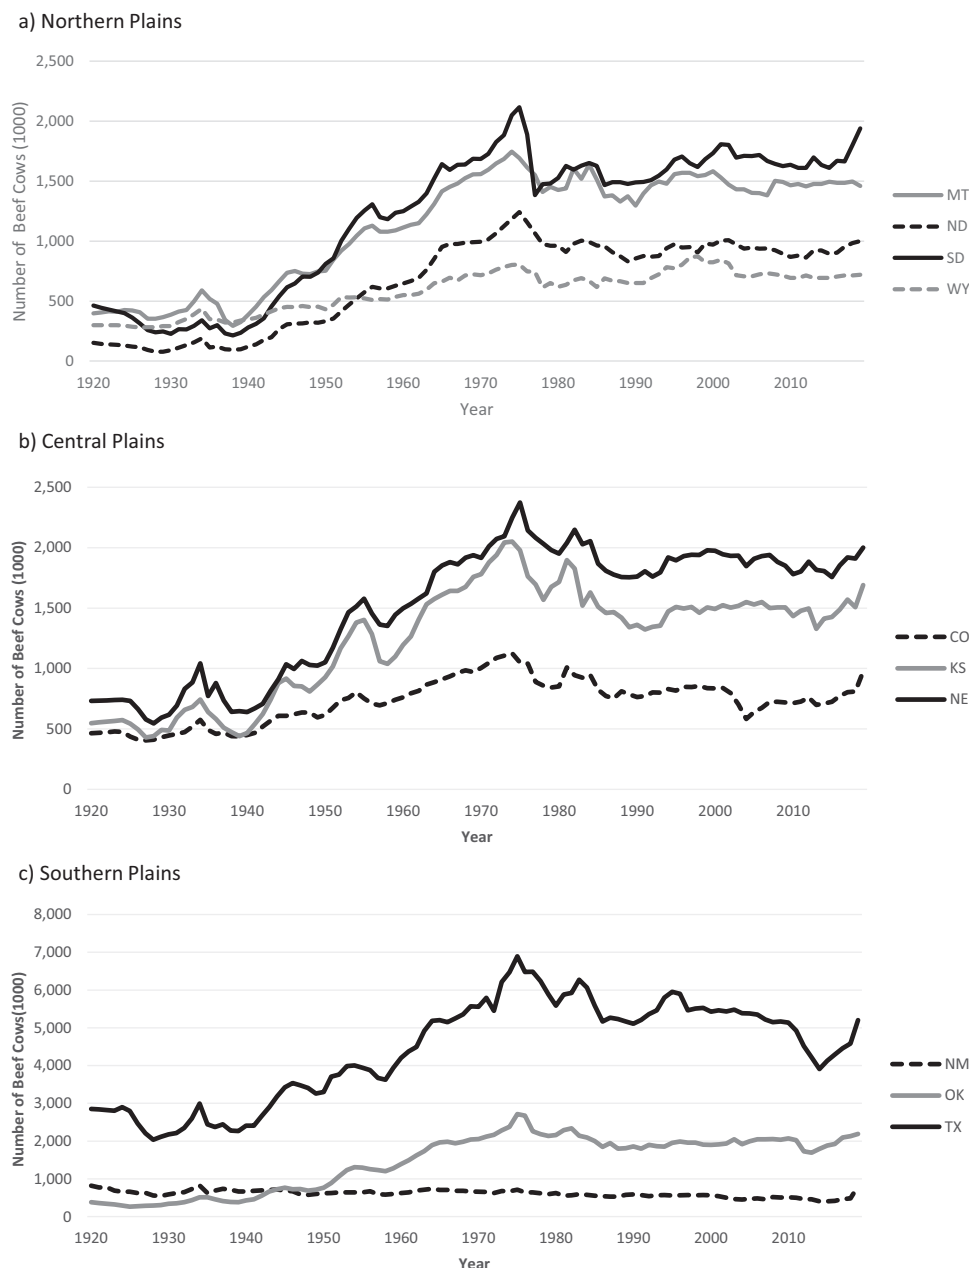 a) Northern Plains
2,500
2,000
1,500
1,000
500
0
Number of Beef Cows (1000)
1920 1930 1940 1950 1960 1970 1980 1990 2000 2010
Year
MT
ND
SD
WY
b) Central Plains
2,500
2,000
1,500
1,000
500
0
Number of Beef Cows (1000)
1920 1930 1940 1950 1960 1970 1980 1990 2000 2010
Year
CO
KS
NE
c) Southern Plains
8,000
7,000
6,000
5,000
4,000
3,000
2,000
1,000
0
Number of Beef Cows(1000)
1920 1930 1940 1950 1960 1970 1980 1990 2000 2010
Year
NM
OK
TX